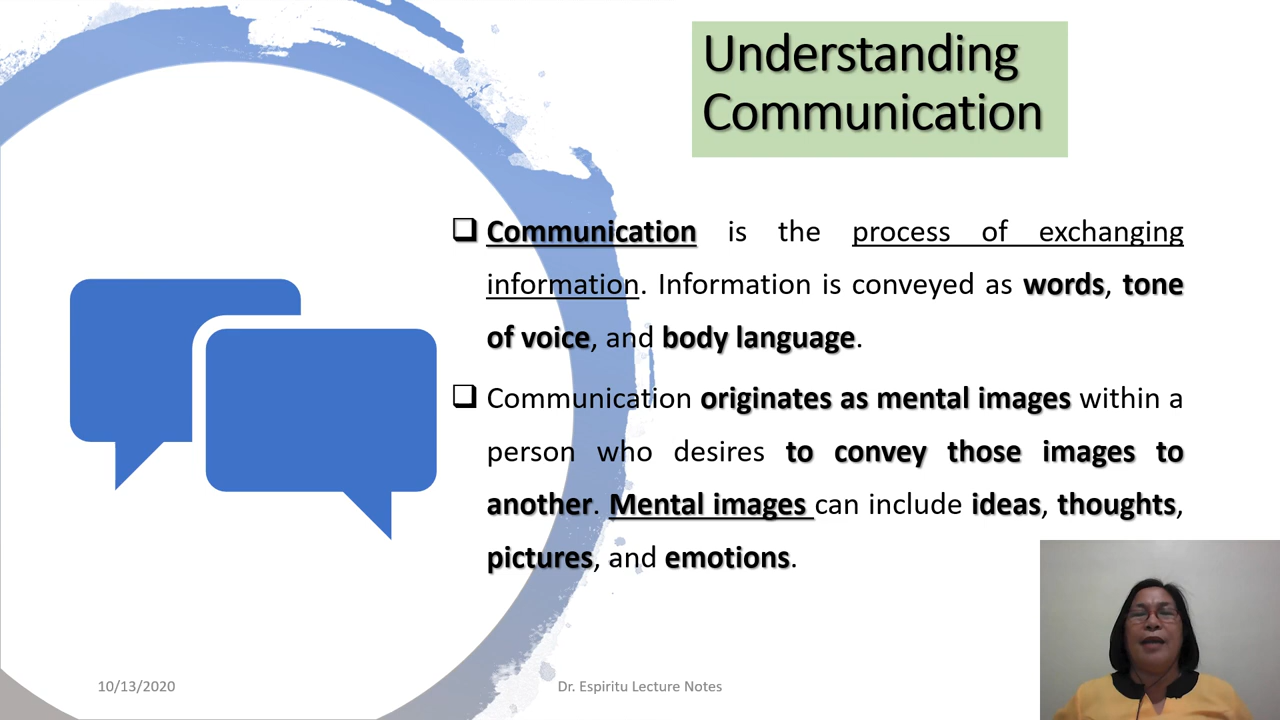 Understanding
Communication
❑ Communication is the process of exchanging
information. Information is conveyed as words, tone
of voice, and body language.
❑ Communication originates as mental images within a
person who desires to convey those images to
another. Mental images can include ideas, thoughts,
pictures, and emotions.
10/13/2020
Dr. Espiritu Lecture Notes